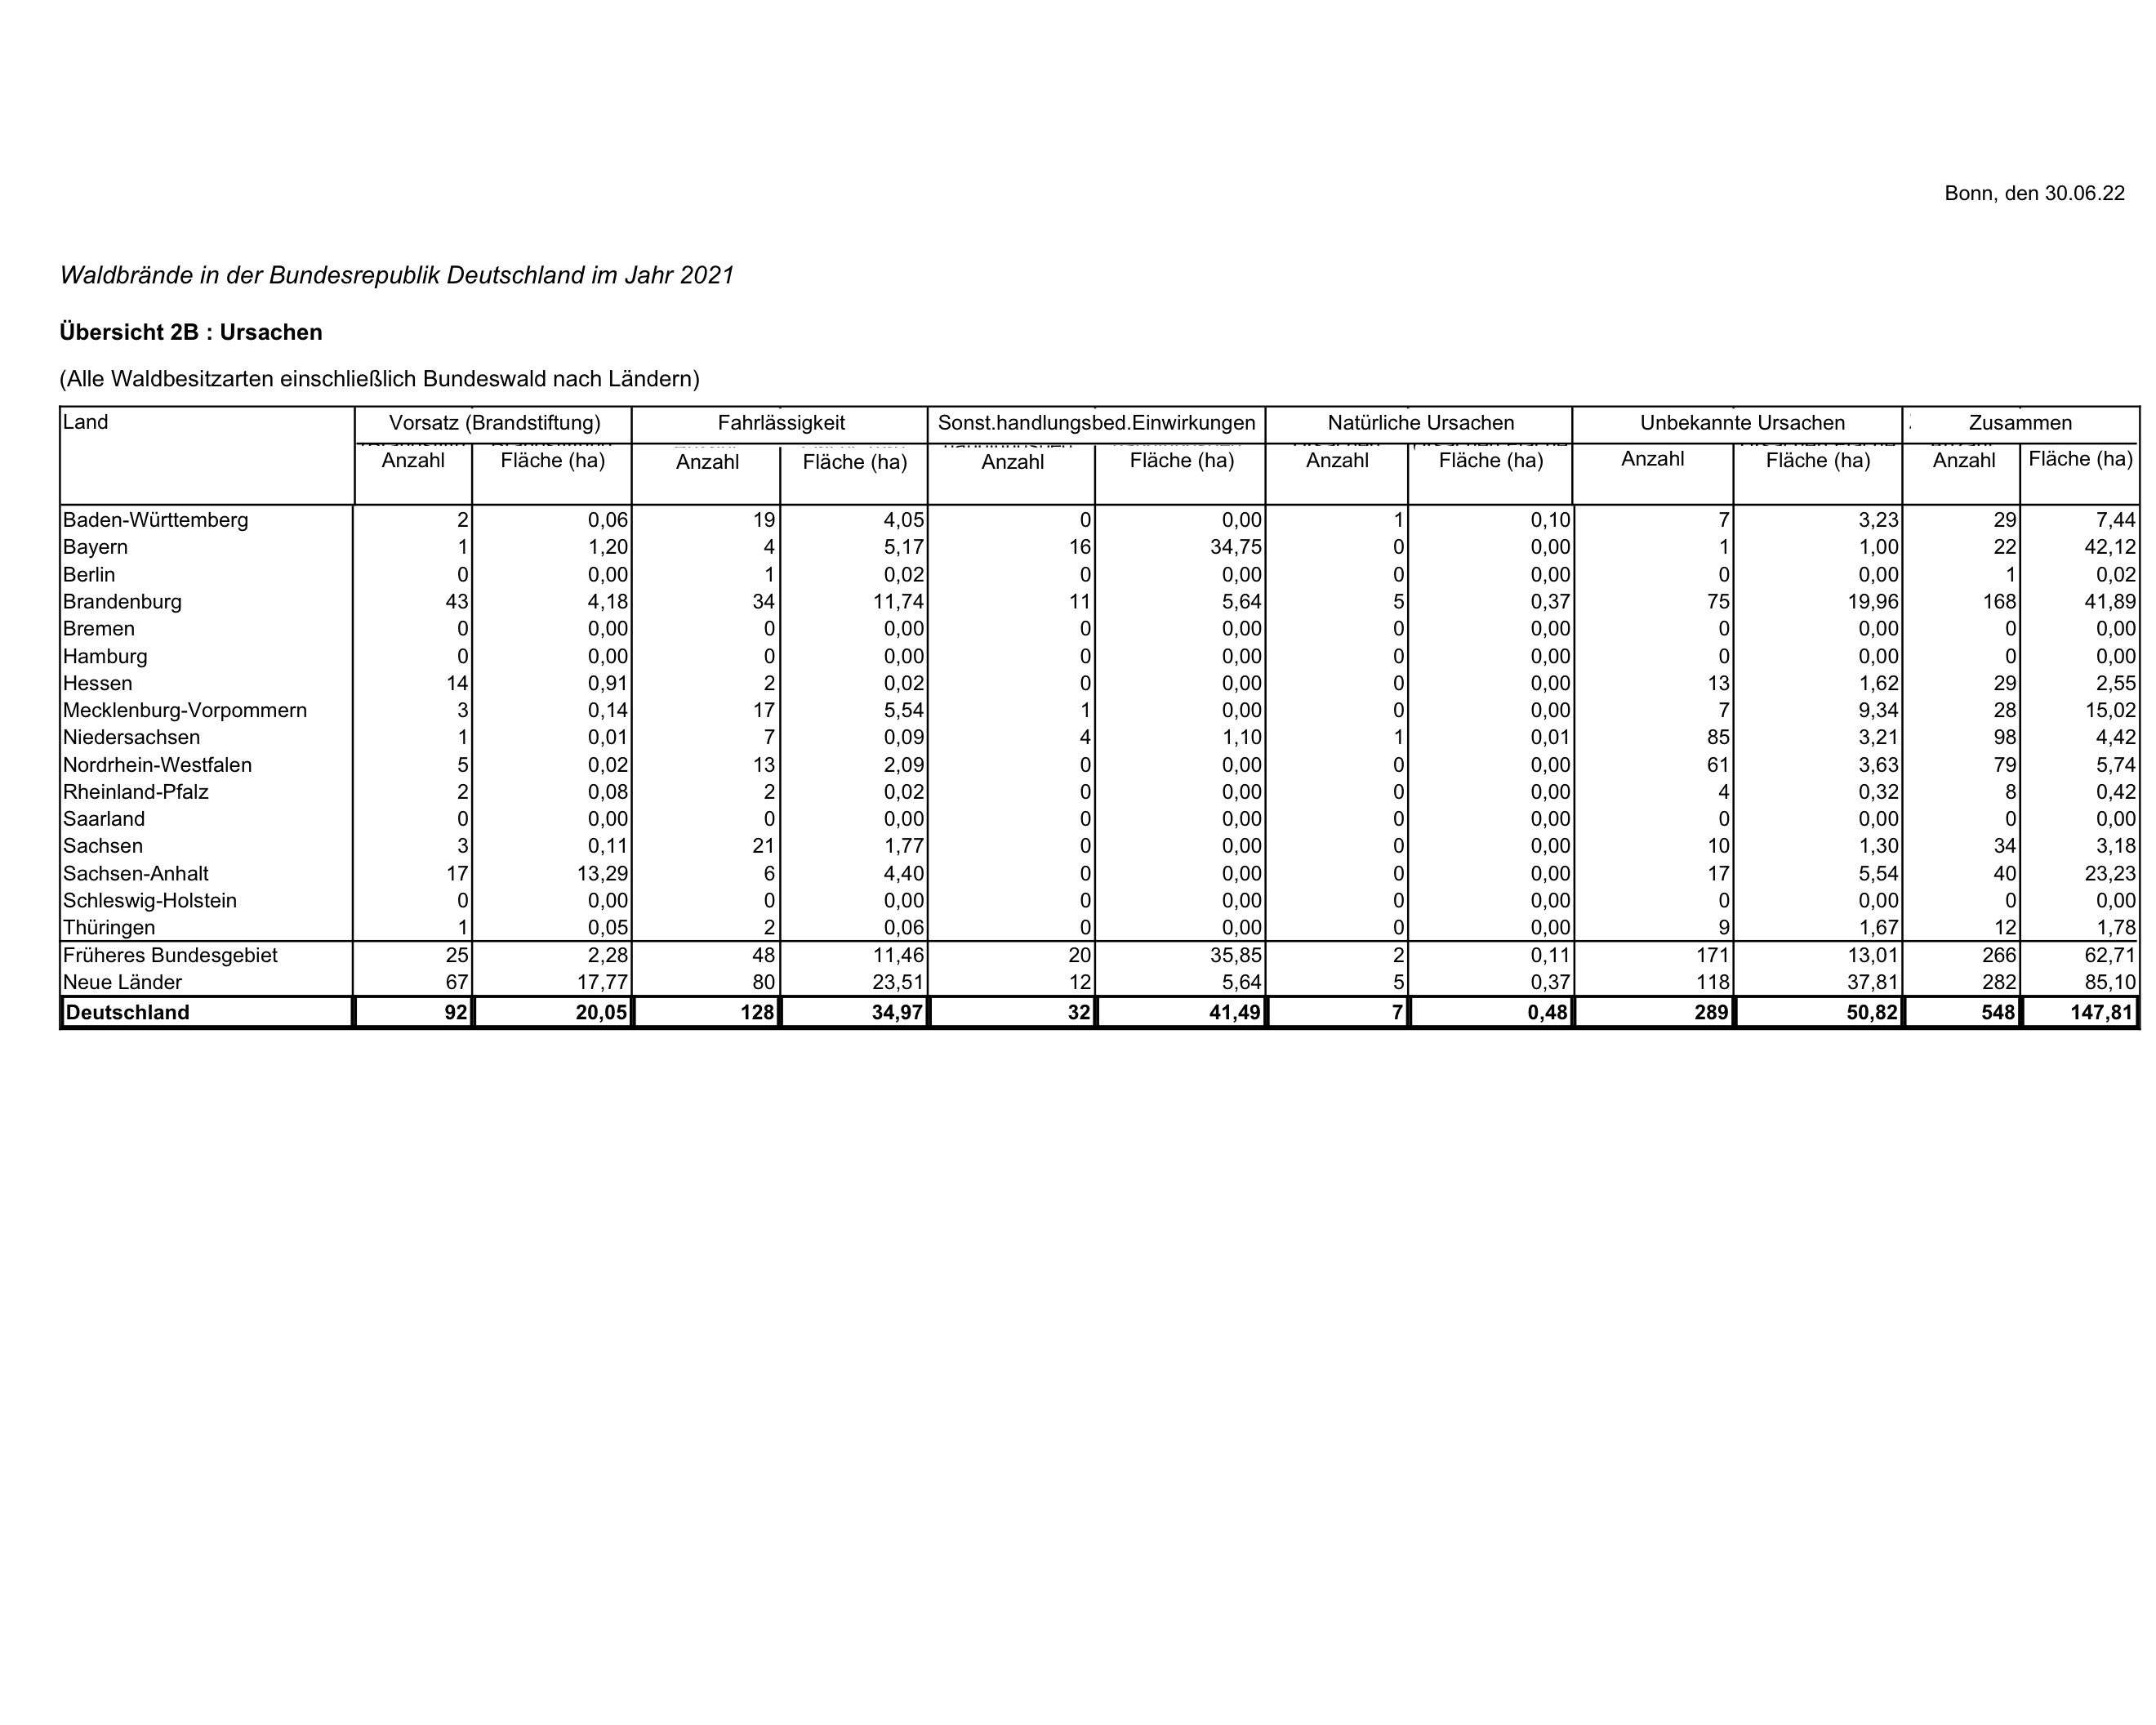 Bonn, den 30.06.22
Waldbrände in der Bundesrepublik Deutschland im Jahr 2021
Übersicht 2B : Ursachen
(Alle Waldbesitzarten einschließlich Bundeswald nach Ländern)
Land Vorsatz (Brandstiftung) Fahrlässigkeit Sonst.handlungsbed.Einwirkungen Natürliche Ursachen Unbekannte Ursachen Zusammen
Anzahl Fläche (ha) Anzahl Fläche (ha) Anzahl Fläche (ha) Anzahl Fläche (ha) Anzahl Fläche (ha) Anzahl Fläche (ha)
Baden-Württemberg 2 0,06 19 4,05 0 0,00 1 0,10 7 3,23 29 7,44
Bayern 1 1,20 4 5,17 16 34,75 0 0,00 1 1,00 22 42,12
Berlin 0 0,00 1 0,02 0 0,00 0 0,00 0 0,00 1 0,02
Brandenburg 43 4,18 34 11,74 11 5,64 5 0,37 75 19,96 168 41,89
Bremen 0 0,00 0 0,00 0 0,00 0 0,00 0 0,00 0 0,00
Hamburg 0 0,00 0 0,00 0 0,00 0 0,00 0 0,00 0 0,00
Hessen 14 0,91 2 0,02 0 0,00 0 0,00 13 1,62 29 2,55
Mecklenburg-Vorpommern 3 0,14 17 5,54 1 0,00 0 0,00 7 9,34 28 15,02
Niedersachsen 1 0,01 7 0,09 4 1,10 1 0,01 85 3,21 98 4,42
Nordrhein-Westfalen 5 0,02 13 2,09 0 0,00 0 0,00 61 3,63 79 5,74
Rheinland-Pfalz 2 0,08 2 0,02 0 0,00 0 0,00 4 0,32 8 0,42
Saarland 0 0,00 0 0,00 0 0,00 0 0,00 0 0,00 0 0,00
Sachsen 3 0,11 21 1,77 0 0,00 0 0,00 10 1,30 34 3,18
Sachsen-Anhalt 17 13,29 6 4,40 0 0,00 0 0,00 17 5,54 40 23,23
Schleswig-Holstein 0 0,00 0 0,00 0 0,00 0 0,00 0 0,00 0 0,00
Thüringen 1 0,05 2 0,06 0 0,00 0 0,00 9 1,67 12 1,78
Früheres Bundesgebiet 25 2,28 48 11,46 20 35,85 2 0,11 171 13,01 266 62,71
Neue Länder 67 17,77 80 23,51 12 5,64 5 0,37 118 37,81 282 85,10
Deutschland 92 20,05 128 34,97 32 41,49 7 0,48 289 50,82 548 147,81